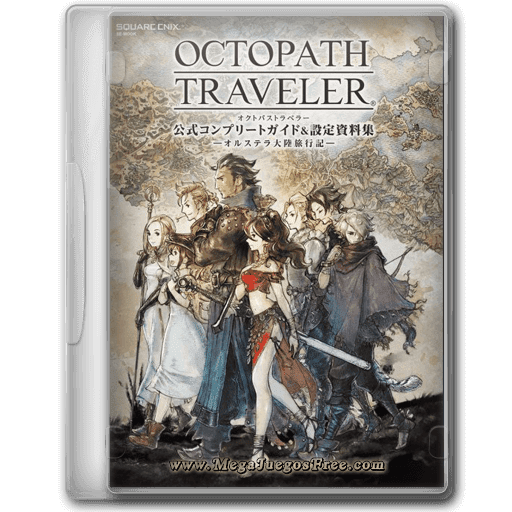 SQUARE ENIX.
SE-MOOK
OCTOPATH
TRAVELER®
オクトパストラベラー
公式コンプリートガイド&設定資料集
―オルステラ大陸旅行記―
www.MegaJuegosFree.com